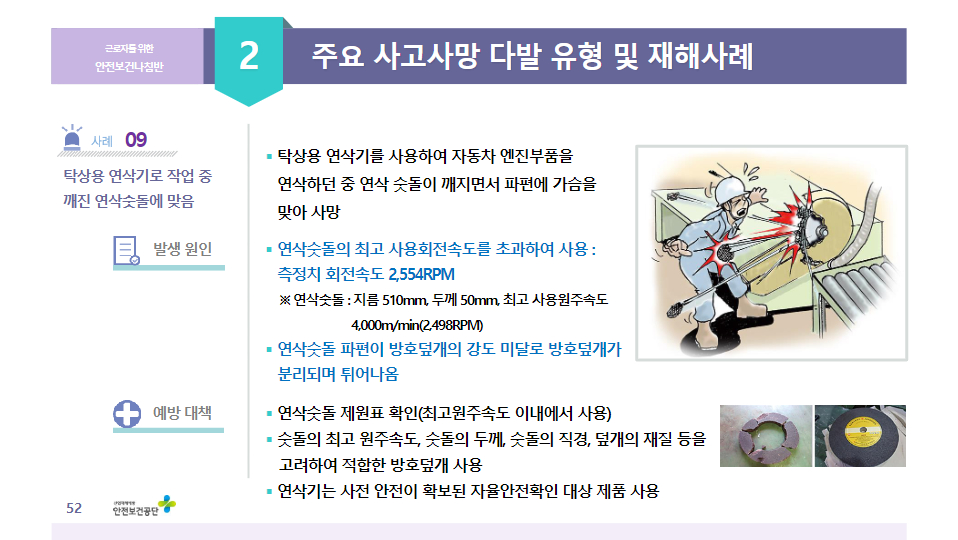 근로자를 위한
안전보건나침반
2
주요 사고사망 다발 유형 및 재해사례
사례 09
탁상용 연삭기로 작업 중
깨진 연삭숫돌에 맞음
▪ 탁상용 연삭기를 사용하여 자동차 엔진부품을
연삭하던 중 연삭 숫돌이 깨지면서 파편에 가슴을
맞아 사망
발생 원인
▪ 연삭숫돌의 최고 사용회전속도를 초과하여 사용 :
측정치 회전속도 2,554RPM
※ 연삭숫돌 : 지름 510mm, 두께 50mm, 최고 사용원주속도
4,000m/min(2,498RPM)
▪ 연삭숫돌 파편이 방호덮개의 강도 미달로 방호덮개가
분리되며 튀어나옴
예방 대책
▪ 연삭숫돌 제원표 확인(최고원주속도 이내에서 사용)
▪ 숫돌의 최고 원주속도, 숫돌의 두께, 숫돌의 직경, 덮개의 재질 등을
고려하여 적합한 방호덮개 사용
▪ 연삭기는 사전 안전이 확보된 자율안전확인 대상 제품 사용
52
산업재해예방
안전보건공단